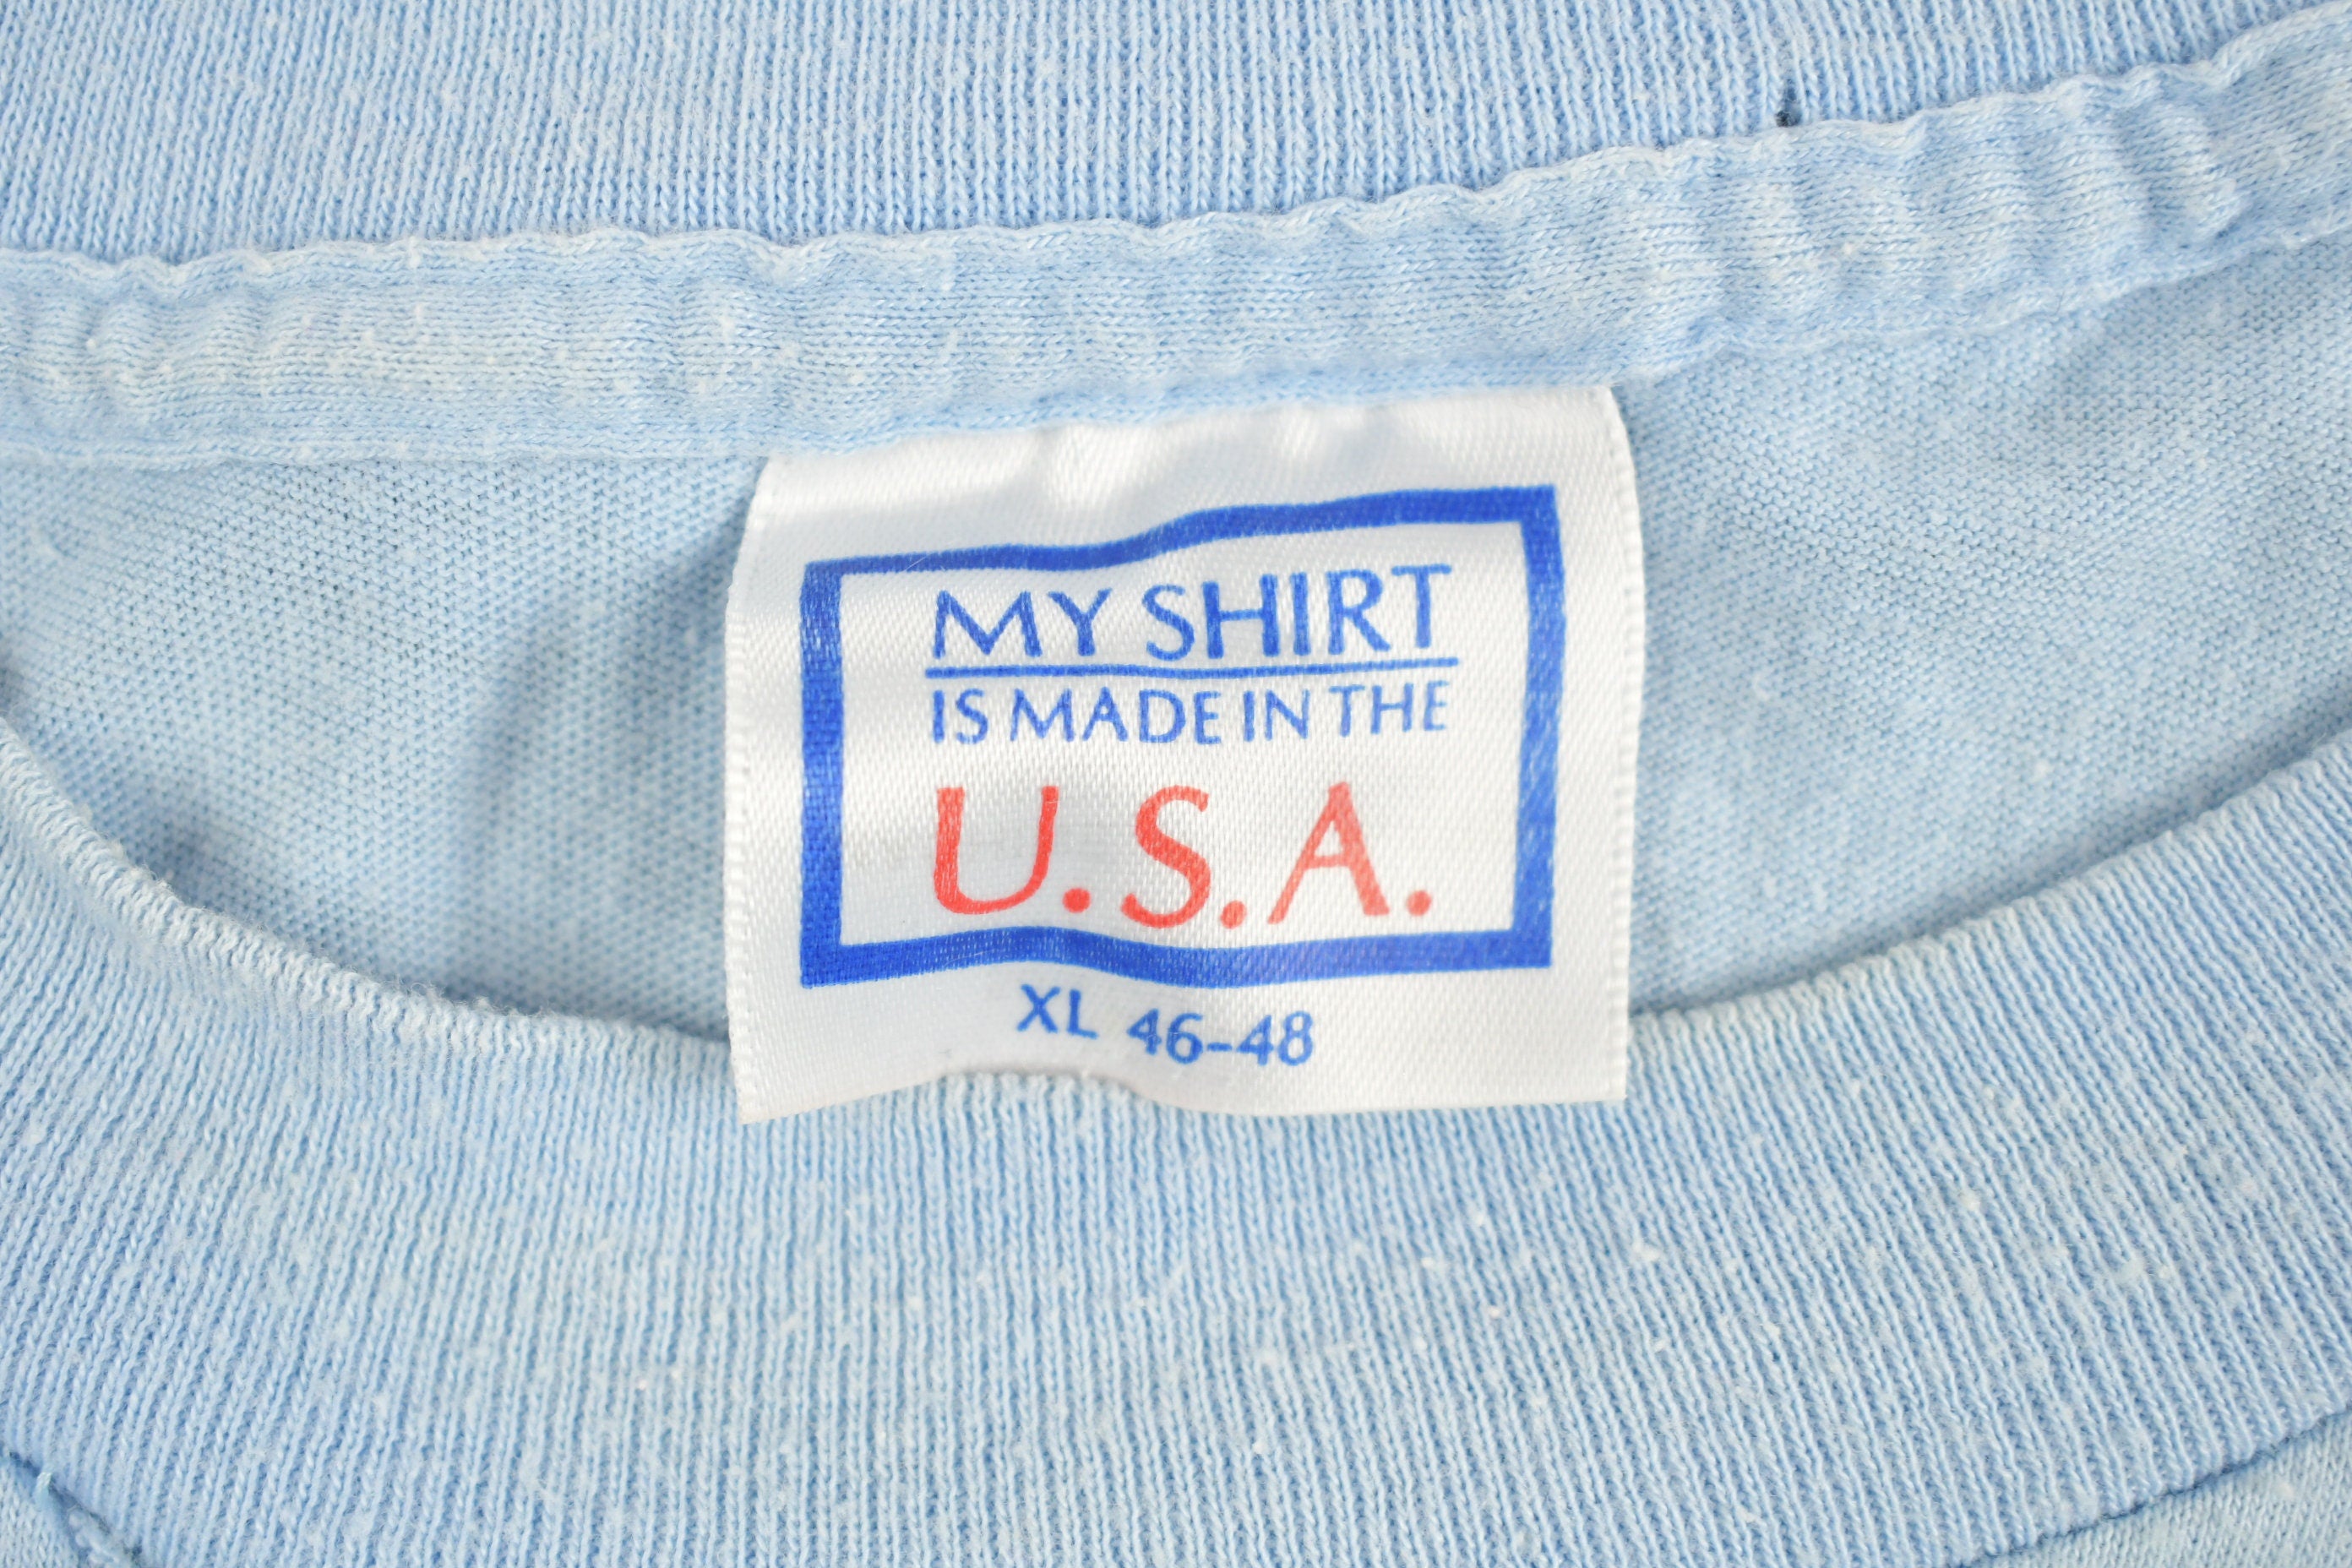 MY SHIRT
IS MADE IN THE
U.S.A.
XL 46-48